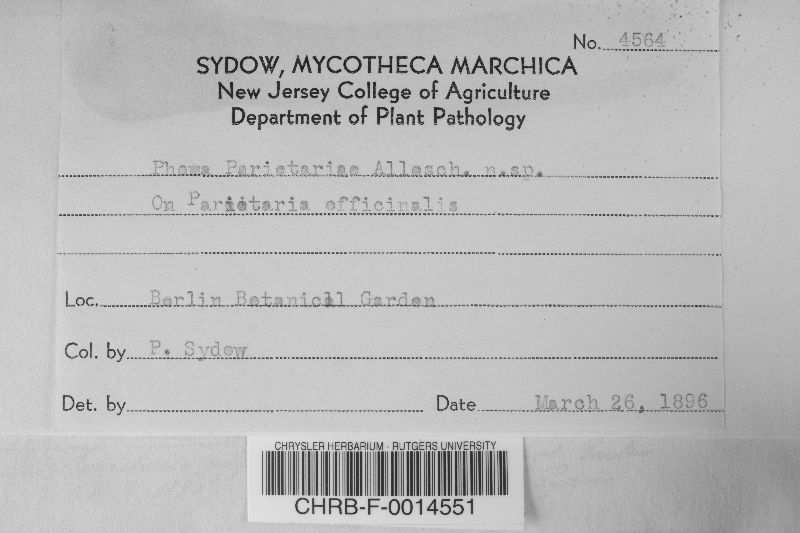 No. 4564
SYDOW, MYCOTHECA MARCHICA
New Jersey College of Agriculture
Department of Plant Pathology
Phoma Parietariae Allesch. n.sp.
On Parietaria officinalis
Loc. Berlin Botanical Garden
Col. by P. Sydow
Det. by
Date March 26, 1896
CHRYSLER HERBARIUM - RUTGERS UNIVERSITY
CHRB-F-0014551